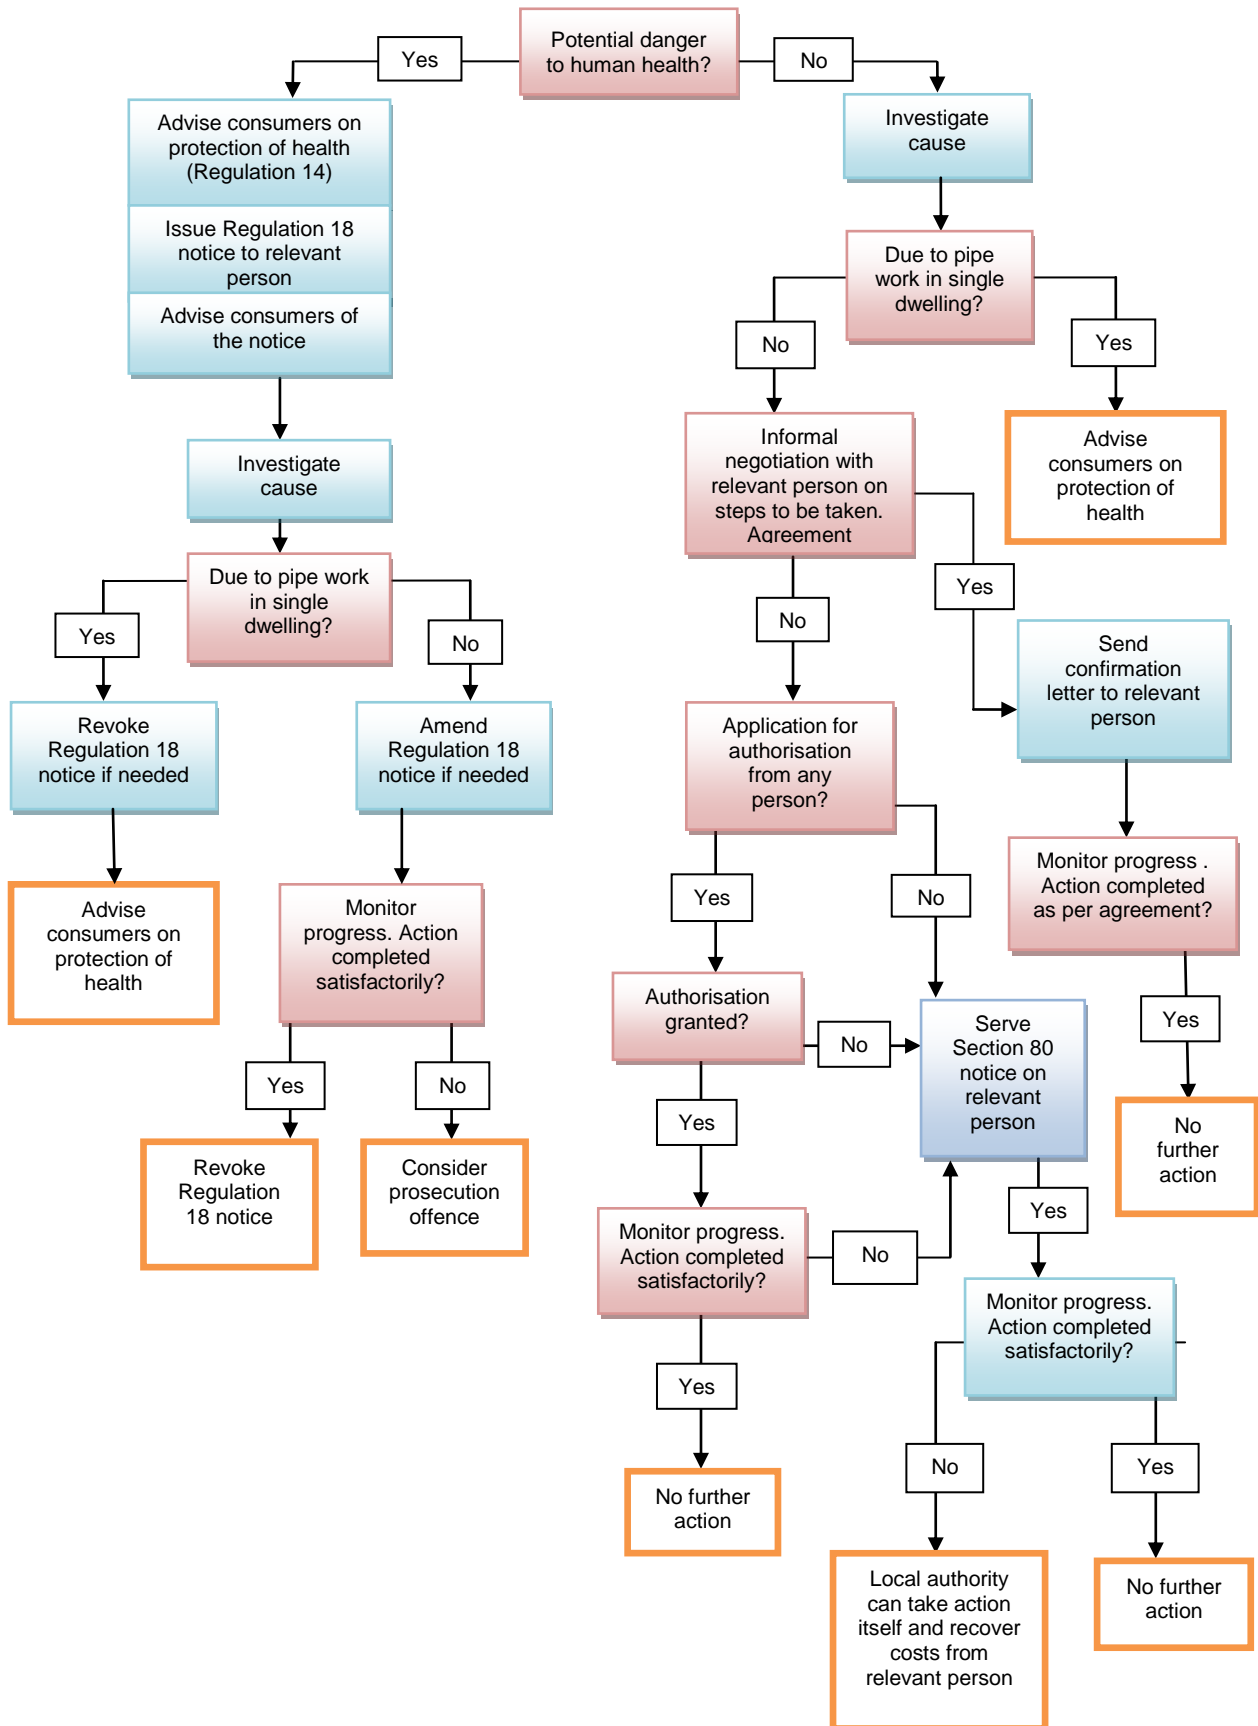 Potential danger
to human health?
Yes
No
Advise consumers on
protection of health
(Regulation 14)
Issue Regulation 18
notice to relevant
person
Advise consumers of
the notice
Investigate
cause
Due to pipe work
in single
dwelling?
Yes
No
Revoke
Regulation 18
notice if needed
Amend
Regulation 18
notice if needed
Advise
consumers on
protection of
health
Monitor
progress. Action
completed
satisfactorily?
Yes
No
Revoke
Regulation
18 notice
Consider
prosecution
offence
Investigate
cause
Due to pipe
work in single
dwelling?
No
Yes
Advise
consumers on
protection of
health
Informal
negotiation with
relevant person on
steps to be taken.
Agreement
No
Yes
Send
confirmation
letter to relevant
person
Monitor progress .
Action completed
as per agreement?
Yes
No
further
action
Application for
authorisation
from any
person?
Yes
No
Authorisation
granted?
No
Yes
Serve
Section 80
notice on
relevant
person
Monitor progress.
Action completed
satisfactorily?
No
Yes
No further
action
Yes
Monitor progress.
Action completed
satisfactorily?
No
Yes
Local authority
can take action
itself and recover
costs from
relevant person
No further
action